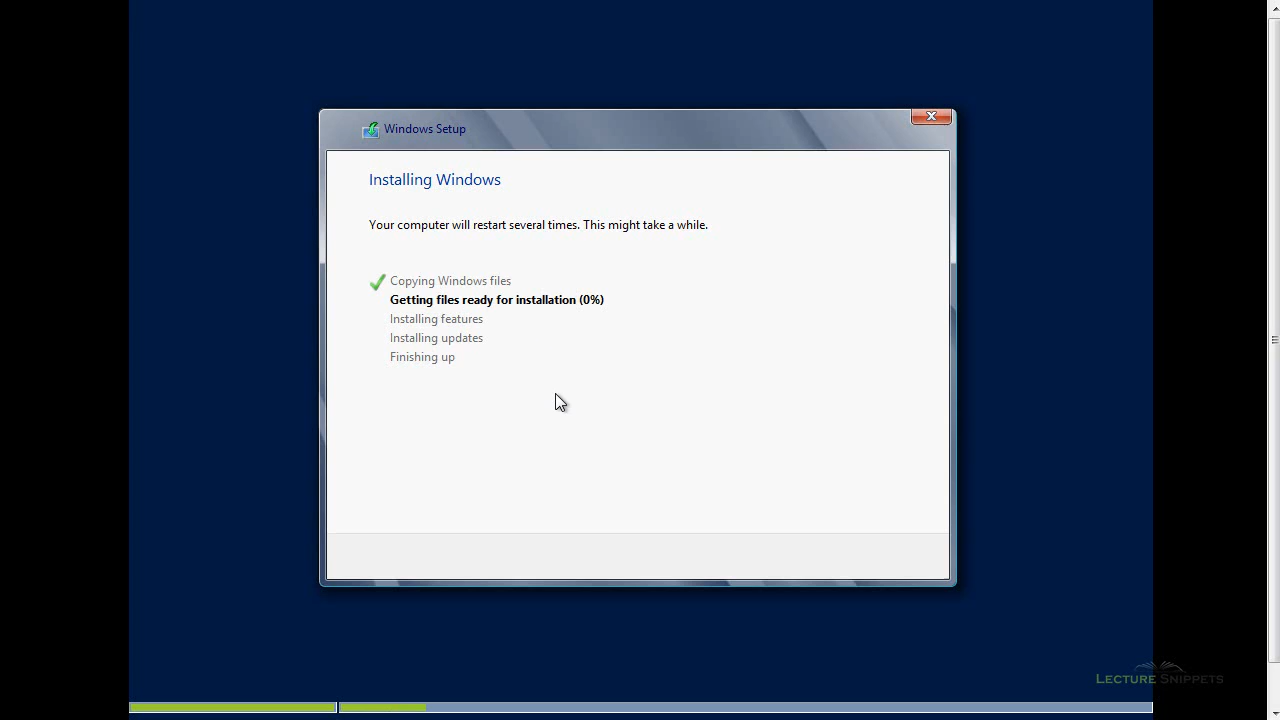 Windows Setup
Installing Windows
Your computer will restart several times. This might take a while.
Copying Windows files
Getting files ready for installation (0%)
Installing features
Installing updates
Finishing up
LECTURE SNIPPETS